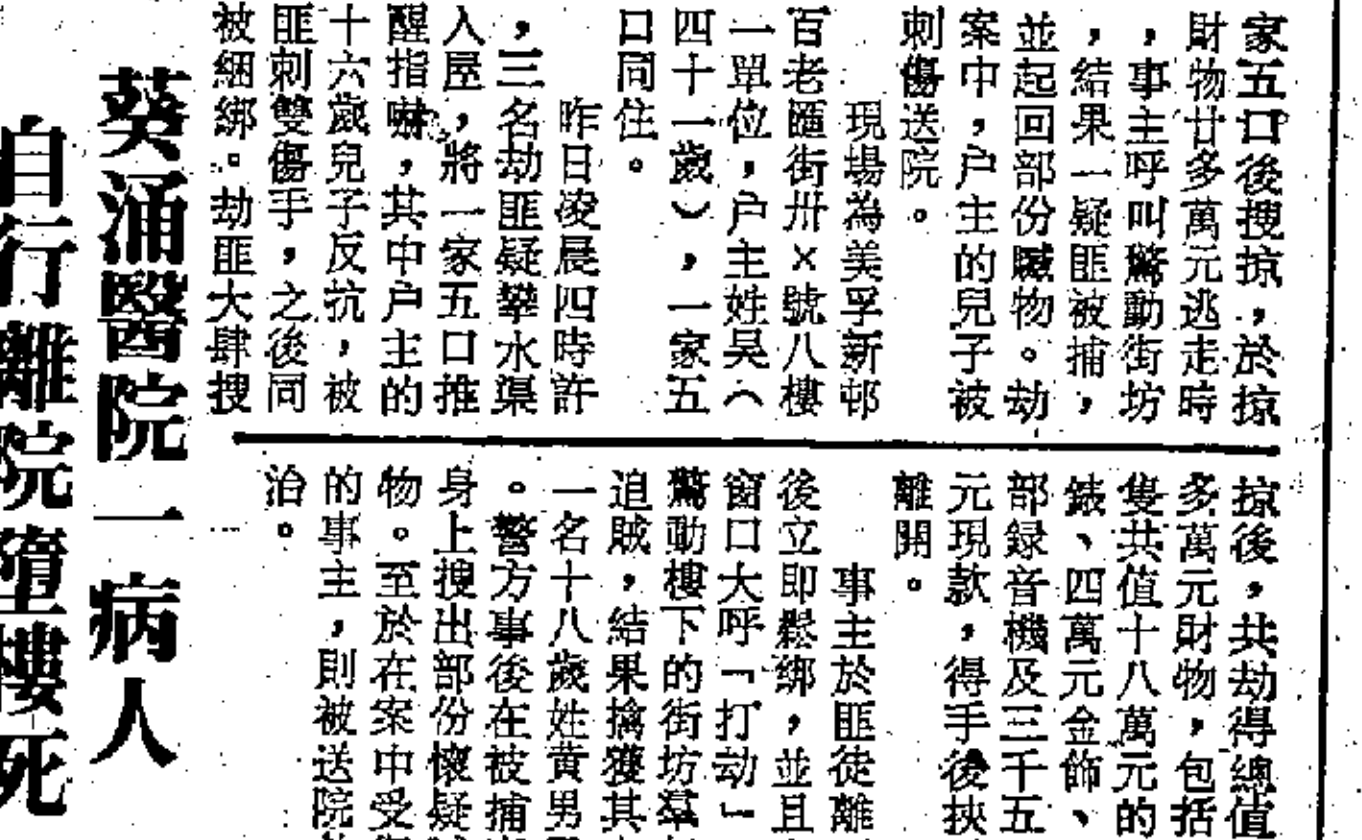 家五口後搜掠，於掠
財物廿多萬元逃走時
，事主呼叫驚動街坊
，結果一疑匪被捕，
並起回部份贓物。劫
案中，户主的兒子被
刺傷送院。
現場為美孚新邨
百老匯街卅×號八樓
一單位，户主姓吳（
四十一歲），一家五
口同住。
昨日凌晨四時許
，三名劫匪疑攀水渠
入屋，將一家五口推
醒指嚇，其中户主的
十六歲兒子反抗，被
匪刺雙傷手，之後同
被綑綁。劫匪大肆搜
掠後，共劫得總值
多萬元財物，包括
隻共值十八萬元的
錶、四萬元金飾、
部録音機及三千五
元現款，得手後挾
離開。
事主於匪徒離
後立即鬆綁，並且
窗口大呼「打劫」
驚動樓下的街坊羣
追賊，結果擒獲其
一名十八歲姓黄男
。警方事後在被捕
身上搜出部份懷疑
物。至於在案中受
的事主，則被送院
治。
葵涌醫院一病人
自行離院墮樓死